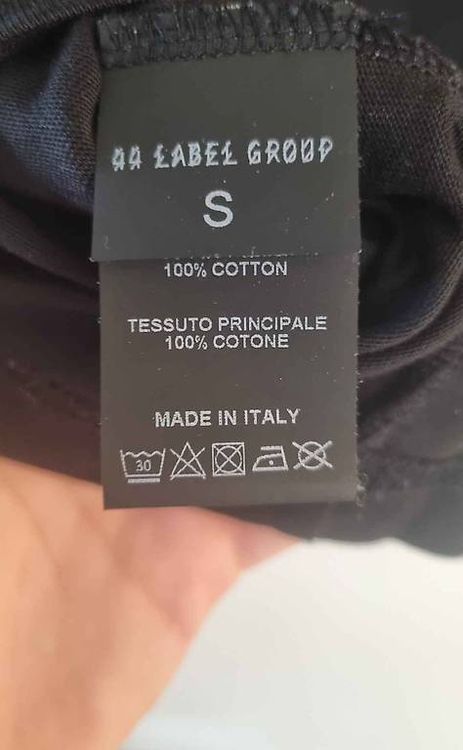 44 LABEL GROUP
S
100% COTTON
TESSUTO PRINCIPALE
100% COTONE
MADE IN ITALY
30